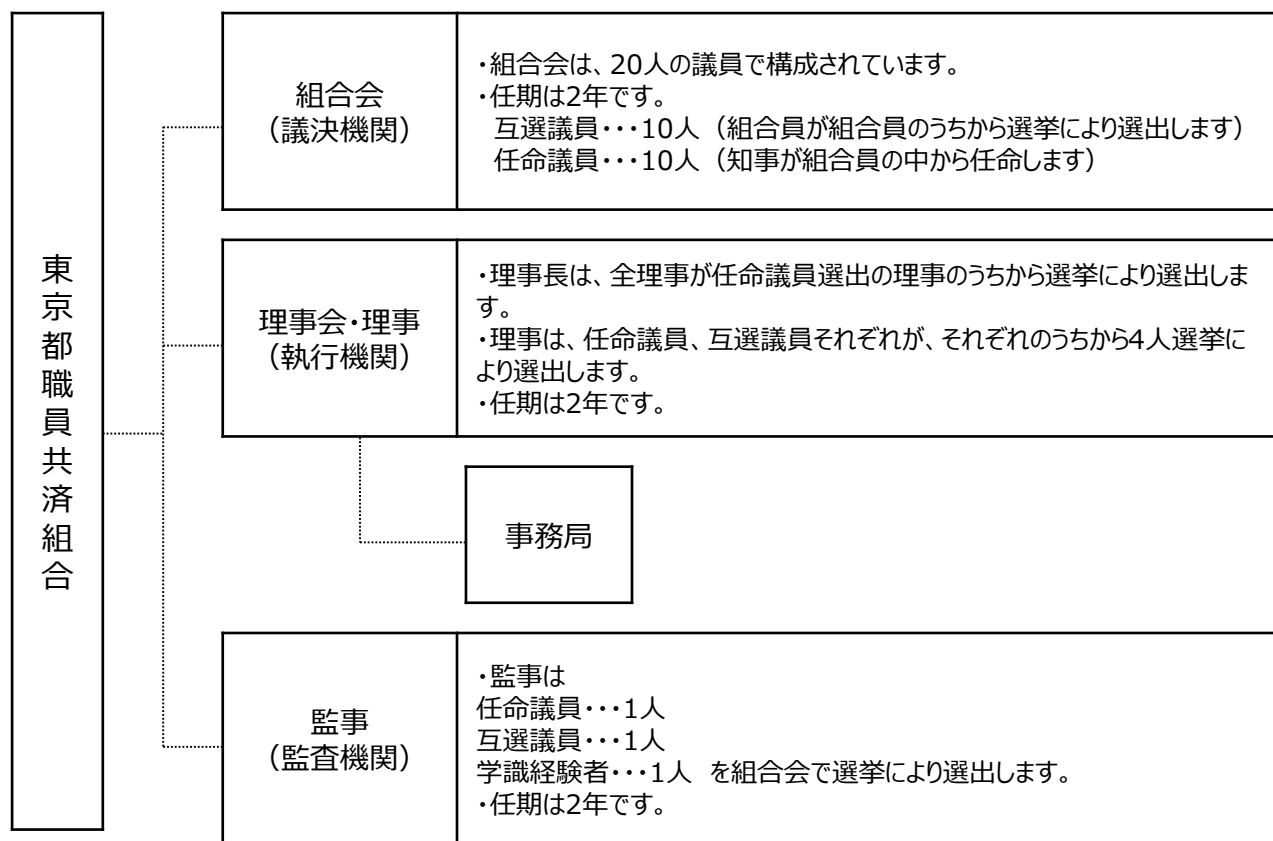 東京都職員共済組合
組合会
（議決機関）
・組合会は、20人の議員で構成されています。
・任期は2年です。
互選議員・・・10人（組合員が組合員のうちから選挙により選出します）
任命議員・・・10人（知事が組合員の中から任命します）
理事会・理事
（執行機関）
・理事長は、全理事が任命議員選出の理事のうちから選挙により選出しま
す。
・理事は、任命議員、互選議員それぞれが、それぞれのうちから4人選挙に
より選出します。
・任期は2年です。
事務局
監事
（監査機関）
・監事は
任命議員・・・1人
互選議員・・・1人
学識経験者・・・1人 を組合会で選挙により選出します。
・任期は2年です。